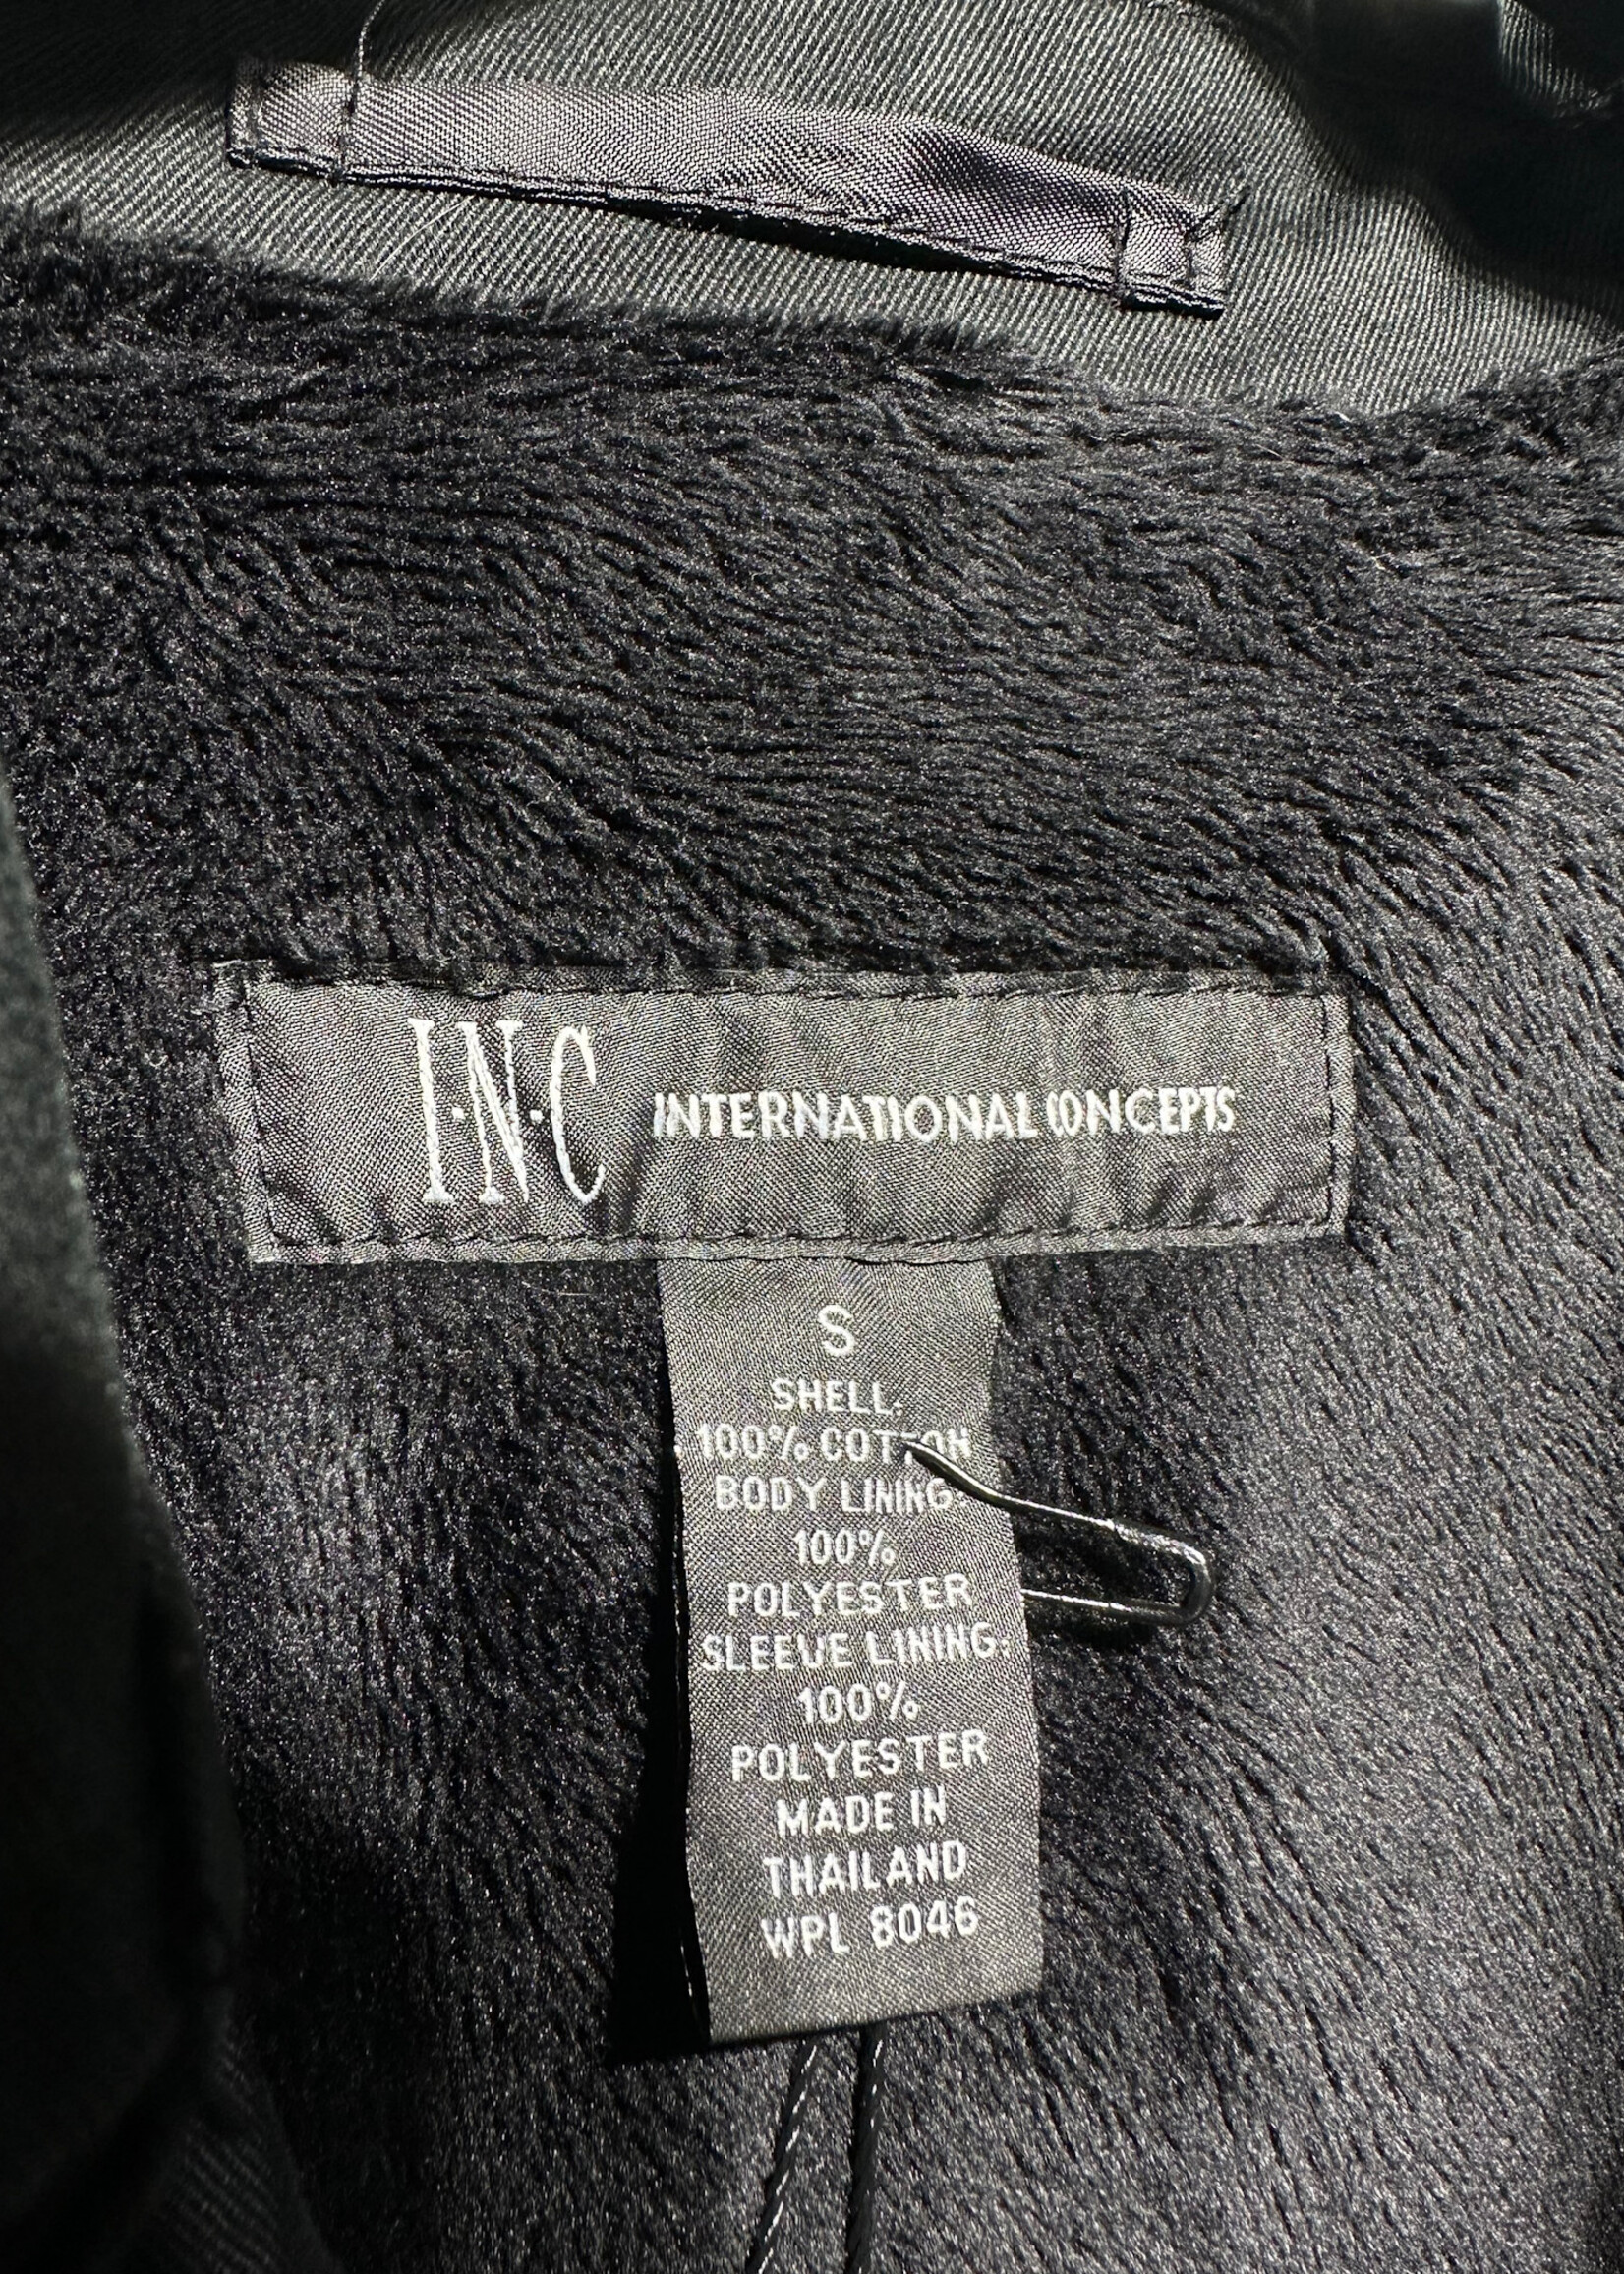 I·N·C INTERNATIONAL CONCEPTS
S
SHELL:
100% COTTON
BODY LINING:
100%
POLYESTER
SLEEVE LINING:
100%
POLYESTER
MADE IN
THAILAND
WPL 8046